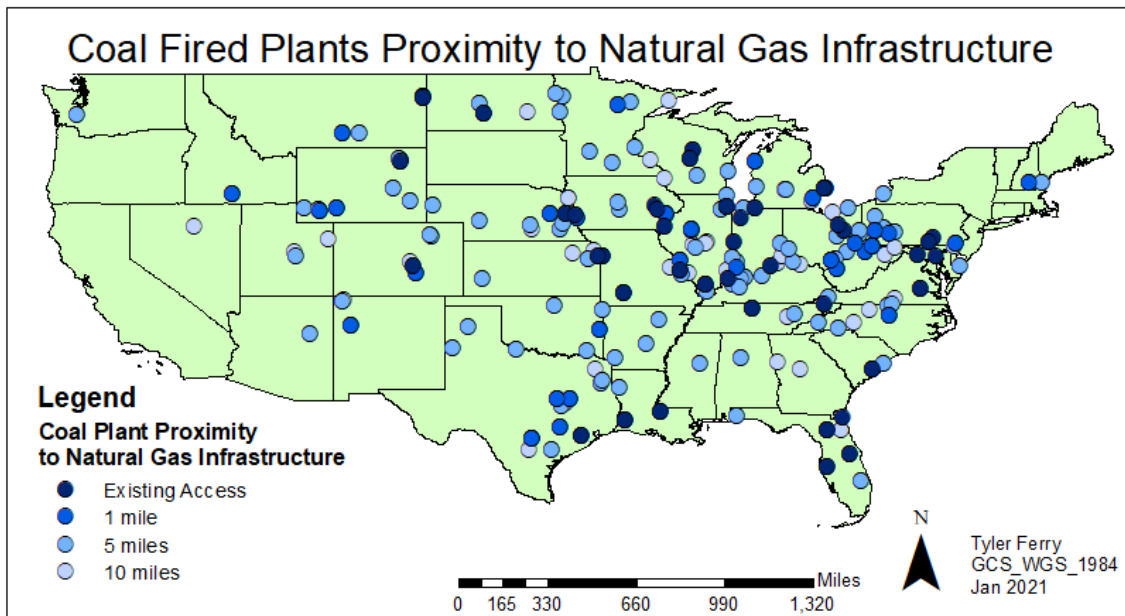 Coal Fired Plants Proximity to Natural Gas Infrastructure
Legend
Coal Plant Proximity
to Natural Gas Infrastructure
Existing Access
1 mile
5 miles
10 miles
Miles
0 165 330 660 990 1,320
N
Tyler Ferry
GCS_WGS_1984
Jan 2021